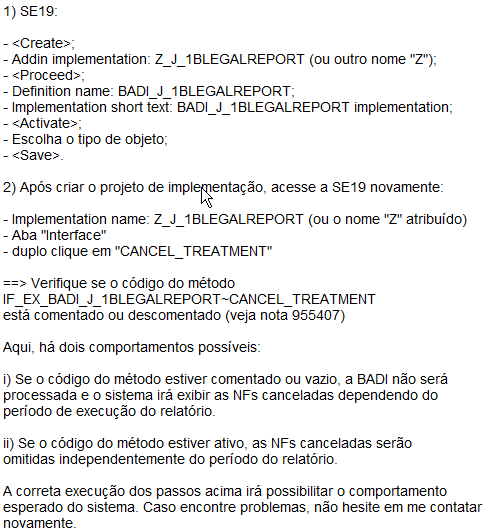 1) SE19:
- <Create>;
- Addin implementation: Z_J_1BLEGALREPORT (ou outro nome "Z");
- <Proceed>;
- Definition name: BADI_J_1BLEGALREPORT;
- Implementation short text: BADI_J_1BLEGALREPORT implementation;
- <Activate>;
- Escolha o tipo de objeto;
- <Save>.
2) Após criar o projeto de implementação, acesse a SE19 novamente:
- Implementation name: Z_J_1BLEGALREPORT (ou o nome "Z" atribuído)
- Aba "Interface"
- duplo clique em "CANCEL_TREATMENT"
==> Verifique se o código do método
IF_EX_BADI_J_1BLEGALREPORT~CANCEL_TREATMENT
está comentado ou descomentado (veja nota 955407)
Aqui, há dois comportamentos possíveis:
i) Se o código do método estiver comentado ou vazio, a BADI não será
processada e o sistema irá exibir as NFs canceladas dependendo do
período de execução do relatório.
ii) Se o código do método estiver ativo, as NFs canceladas serão
omitidas independentemente do período do relatório.
A correta execução dos passos acima irá possibilitar o comportamento
esperado do sistema. Caso encontre problemas, não hesite em me contatar
novamente.